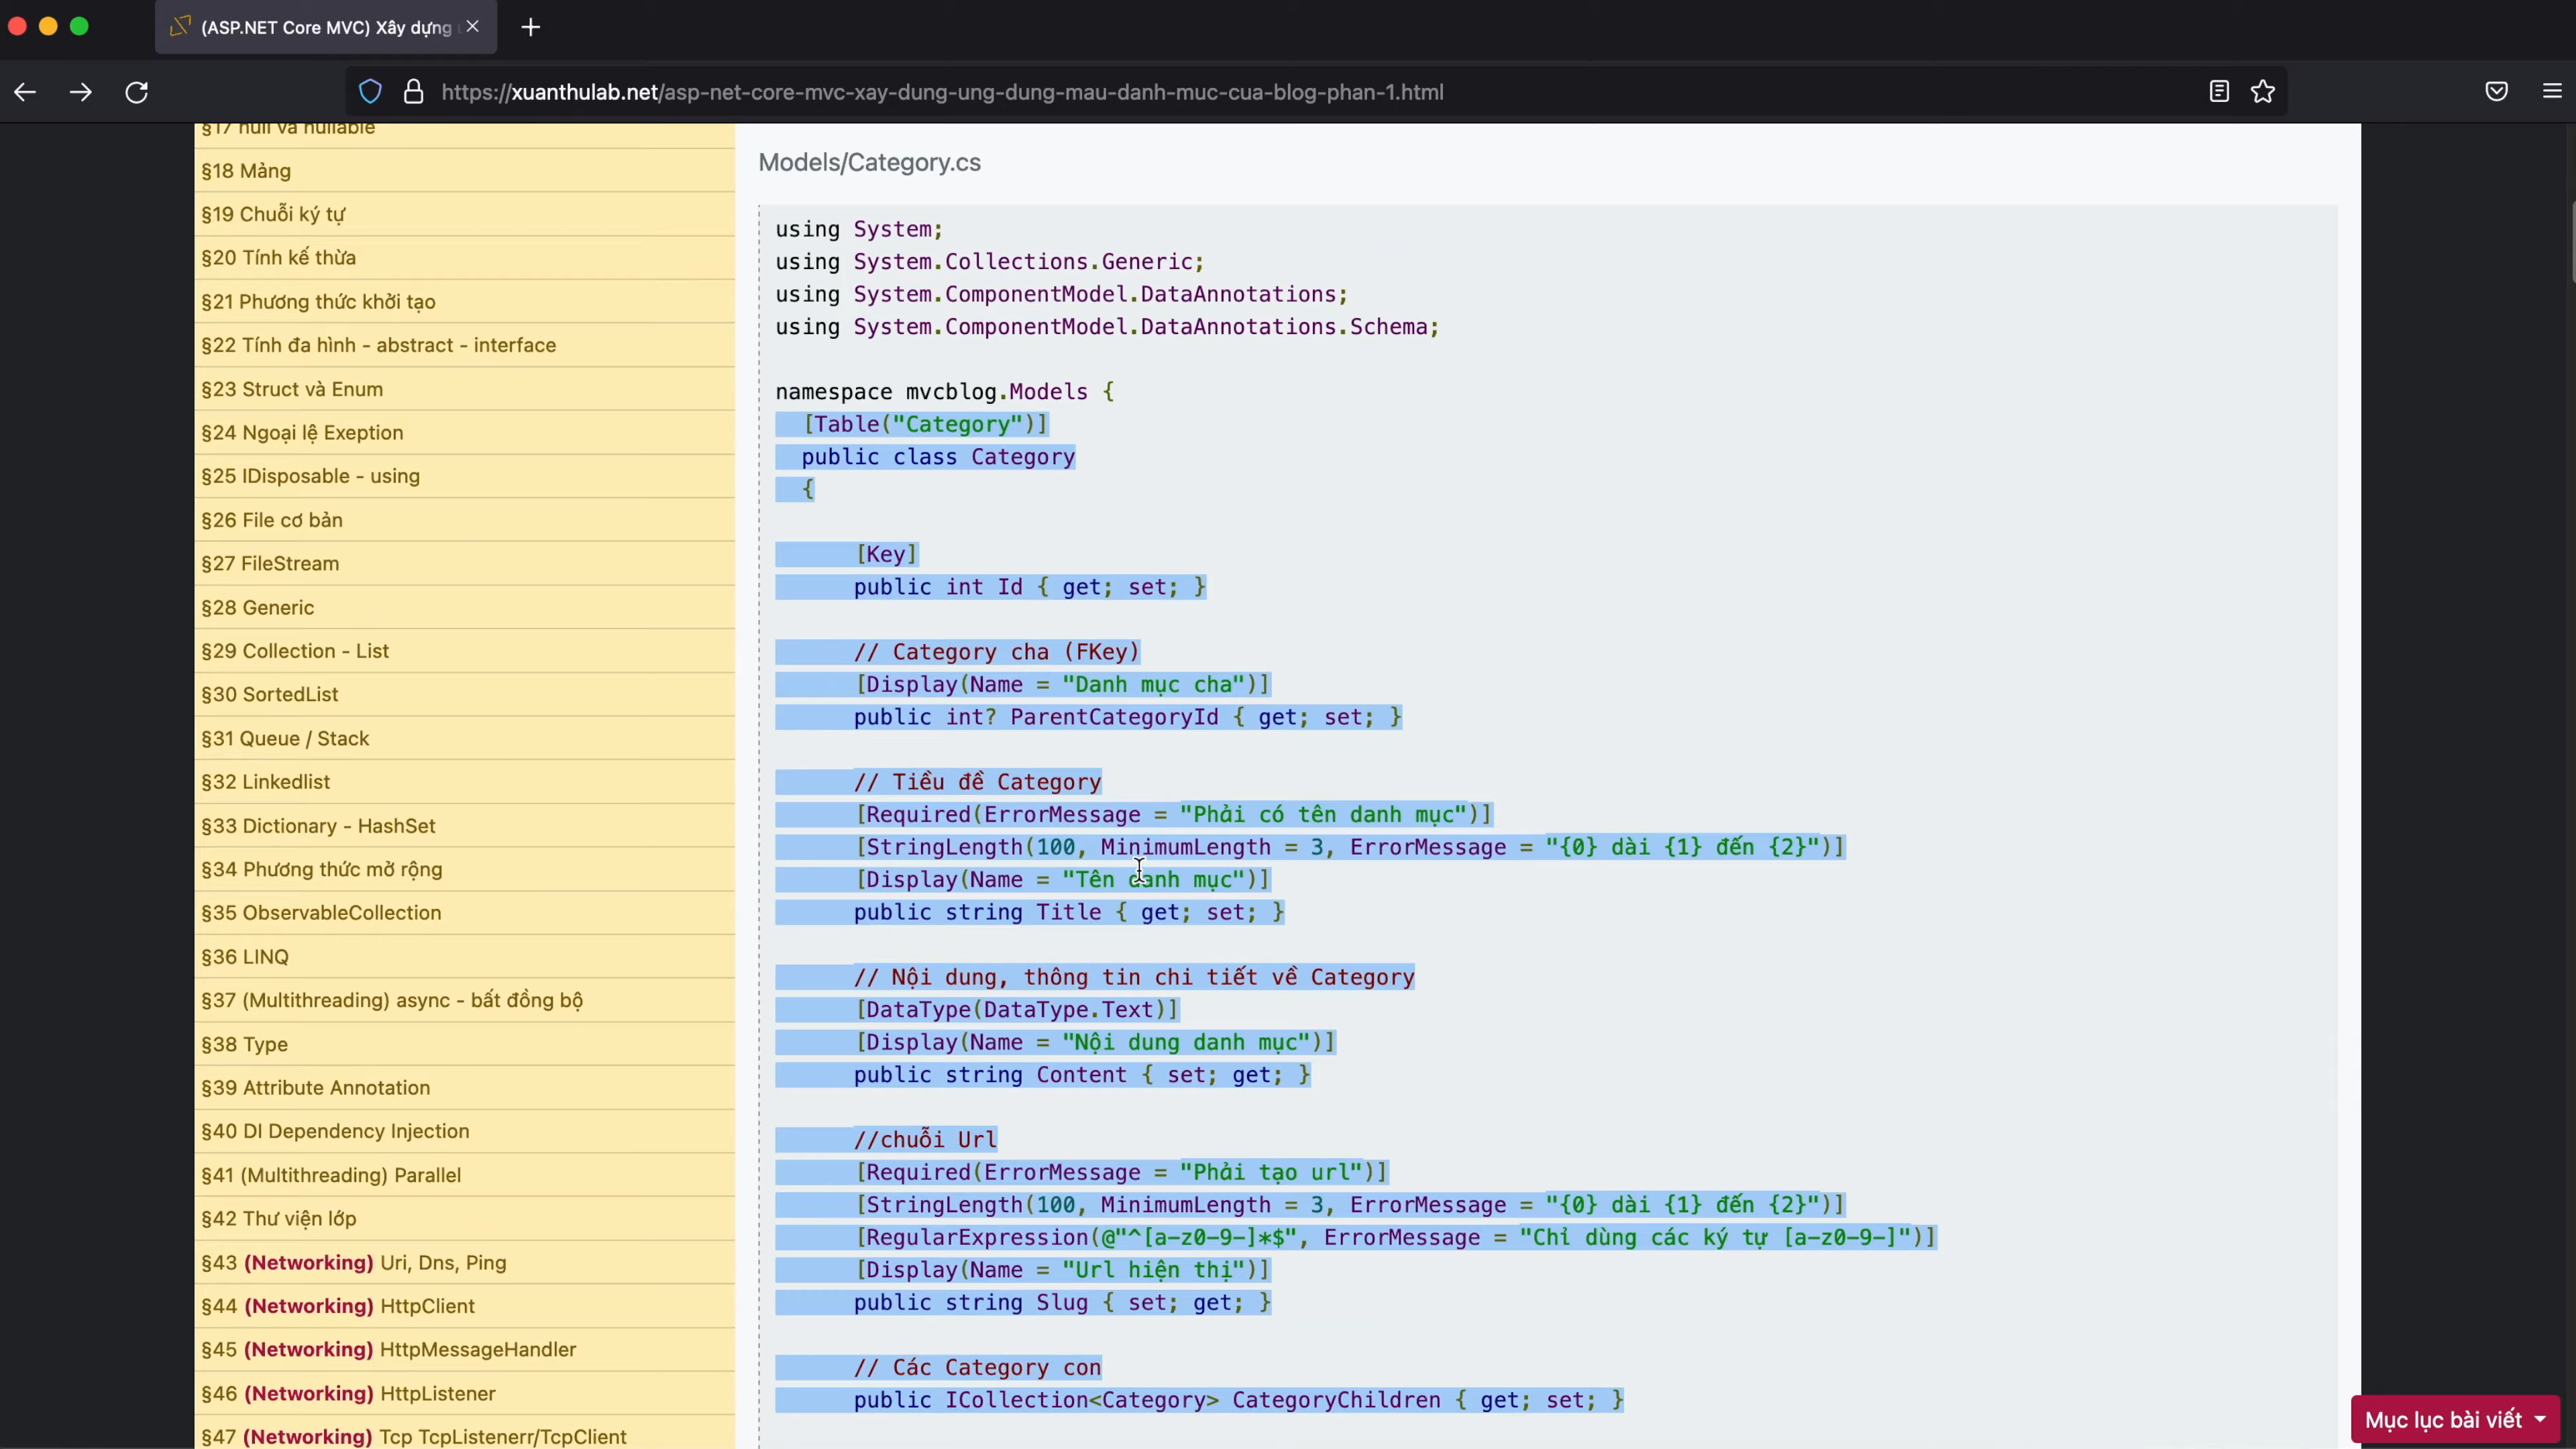 (ASP.NET Core MVC) Xây dựng
https://xuanthulab.net/asp-net-core-mvc-xay-dung-ung-dung-mau-danh-muc-cua-blog-phan-1.html
§17 null và nullable
§18 Mảng
§19 Chuỗi ký tự
§20 Tính kế thừa
§21 Phương thức khởi tạo
§22 Tính đa hình - abstract - interface
§23 Struct và Enum
§24 Ngoại lệ Exeption
§25 IDisposable - using
§26 File cơ bản
§27 FileStream
§28 Generic
§29 Collection - List
§30 SortedList
§31 Queue / Stack
§32 Linkedlist
§33 Dictionary - HashSet
§34 Phương thức mở rộng
§35 ObservableCollection
§36 LINQ
§37 (Multithreading) async - bất đồng bộ
§38 Type
§39 Attribute Annotation
§40 DI Dependency Injection
§41 (Multithreading) Parallel
§42 Thư viện lớp
§43 (Networking) Uri, Dns, Ping
§44 (Networking) HttpClient
§45 (Networking) HttpMessageHandler
§46 (Networking) HttpListener
§47 (Networking) Tcp TcpListenerr/TcpClient
Models/Category.cs
using System;
using System.Collections.Generic;
using System.ComponentModel.DataAnnotations;
using System.ComponentModel.DataAnnotations.Schema;
namespace mvcblog.Models {
[Table("Category")]
public class Category
{
[Key]
public int Id { get; set; }
// Category cha (FKey)
[Display(Name = "Danh mục cha")]
public int? ParentCategoryId { get; set; }
// Tiều đề Category
[Required(ErrorMessage = "Phải có tên danh mục")]
[StringLength(100, MinimumLength = 3, ErrorMessage = "{0} dài {1} đến {2}")]
[Display(Name = "Tên danh mục")]
public string Title { get; set; }
// Nội dung, thông tin chi tiết về Category
[DataType(DataType.Text)]
[Display(Name = "Nội dung danh mục")]
public string Content { set; get; }
//chuỗi Url
[Required(ErrorMessage = "Phải tạo url")]
[StringLength(100, MinimumLength = 3, ErrorMessage = "{0} dài {1} đến {2}")]
[RegularExpression(@"^[a-z0-9-]*$", ErrorMessage = "Chỉ dùng các ký tự [a-z0-9-]")]
[Display(Name = "Url hiện thị")]
public string Slug { set; get; }
// Các Category con
public ICollection<Category> CategoryChildren { get; set; }
Mục lục bài viết